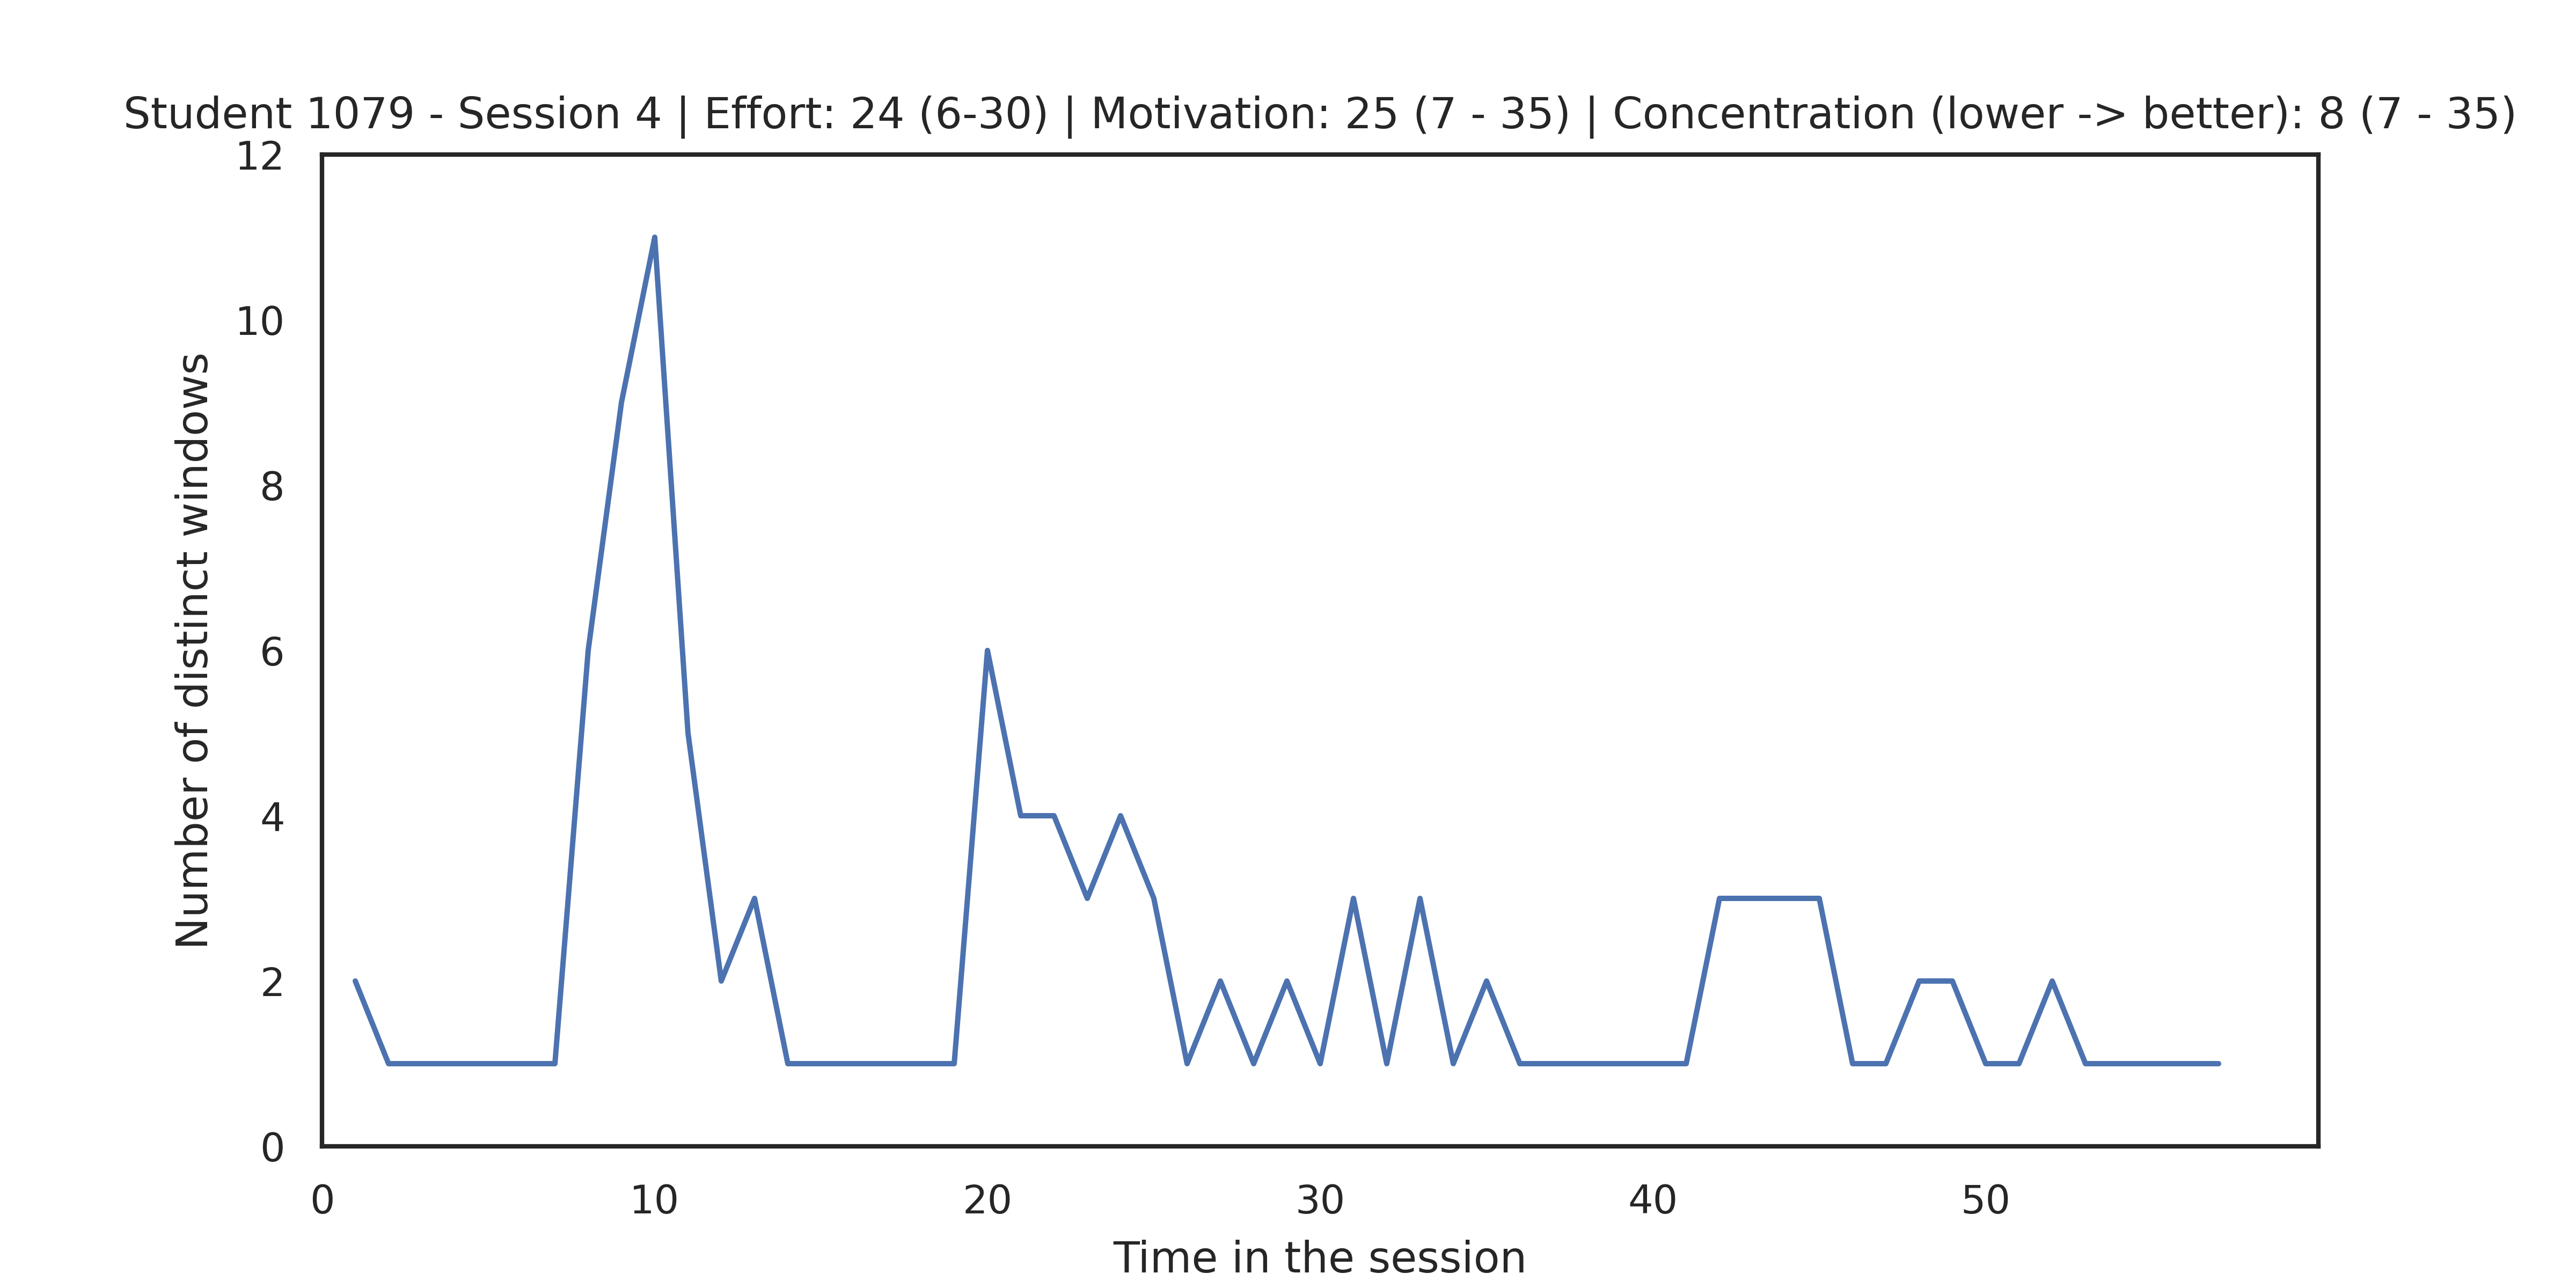 Student 1079 - Session 4 | Effort: 24 (6-30) | Motivation: 25 (7 - 35) | Concentration (lower -> better): 8 (7 - 35)
12
10
8
6
4
2
0
Number of distinct windows
0 10 20 30 40 50
Time in the session